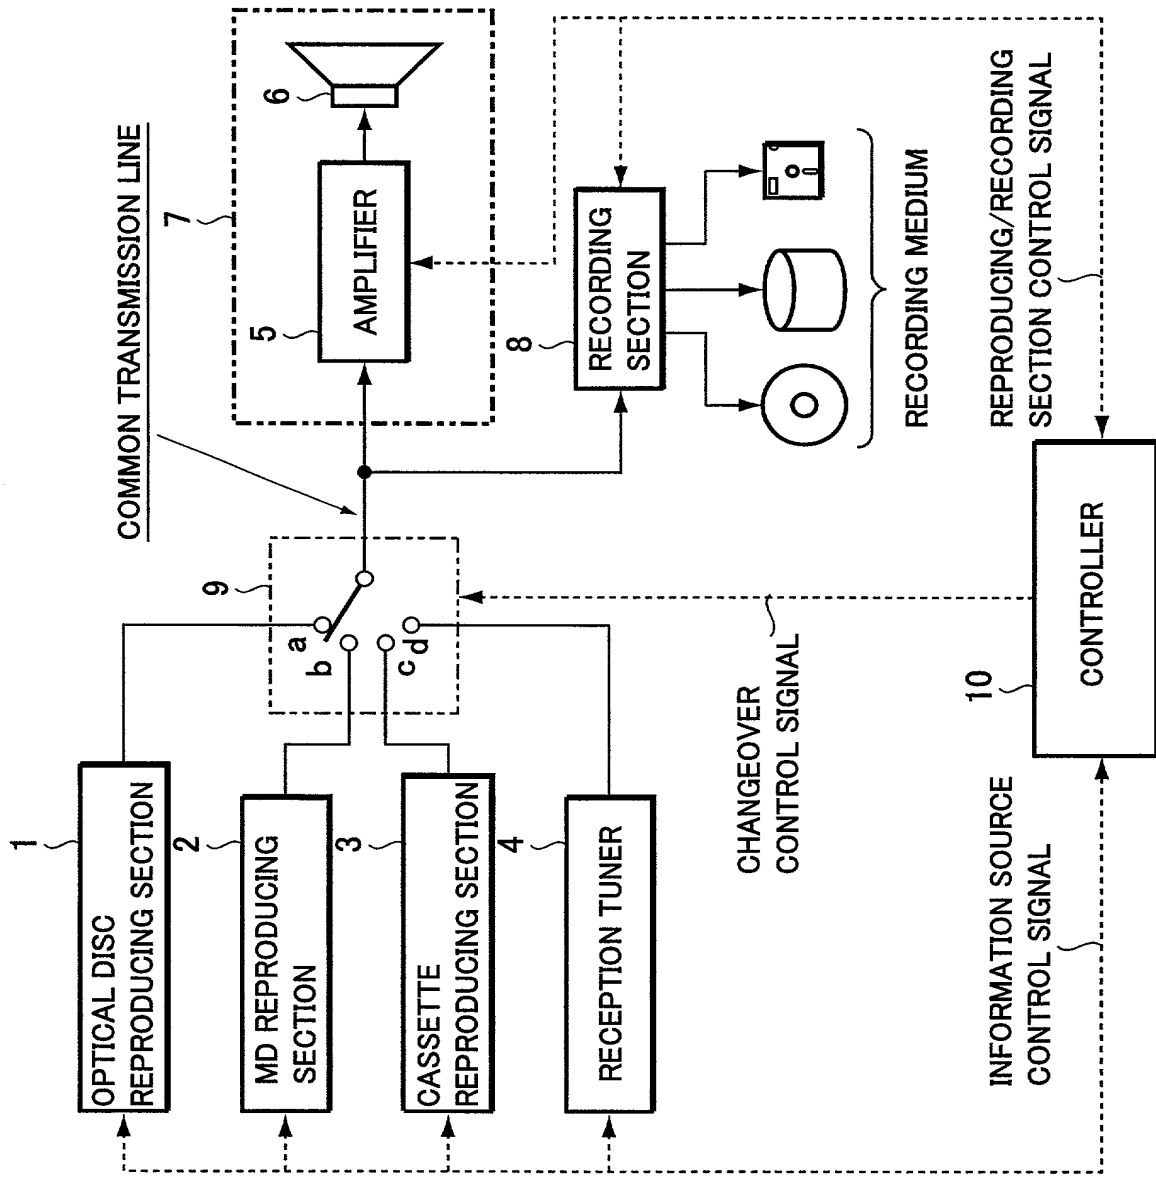 1
OPTICAL DISC
REPRODUCING SECTION
2
MD REPRODUCING
SECTION
3
CASSETTE
REPRODUCING SECTION
4
RECEPTION TUNER
9
a
b
c
d
COMMON TRANSMISSION LINE
7
5
AMPLIFIER
6
8
RECORDING
SECTION
RECORDING MEDIUM
CHANGEOVER
CONTROL SIGNAL
INFORMATION SOURCE
CONTROL SIGNAL
10
CONTROLLER
REPRODUCING/RECORDING
SECTION CONTROL SIGNAL